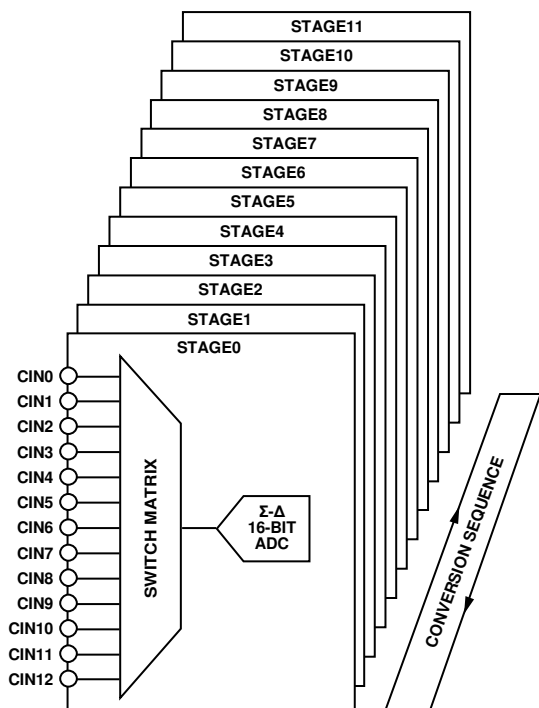 STAGE11
STAGE10
STAGE9
STAGE8
STAGE7
STAGE6
STAGE5
STAGE4
STAGE3
STAGE2
STAGE1
STAGE0
CIN0
CIN1
CIN2
CIN3
CIN4
CIN5
CIN6
CIN7
CIN8
CIN9
CIN10
CIN11
CIN12
SWITCH MATRIX
Σ-Δ
16-BIT
ADC
CONVERSION SEQUENCE